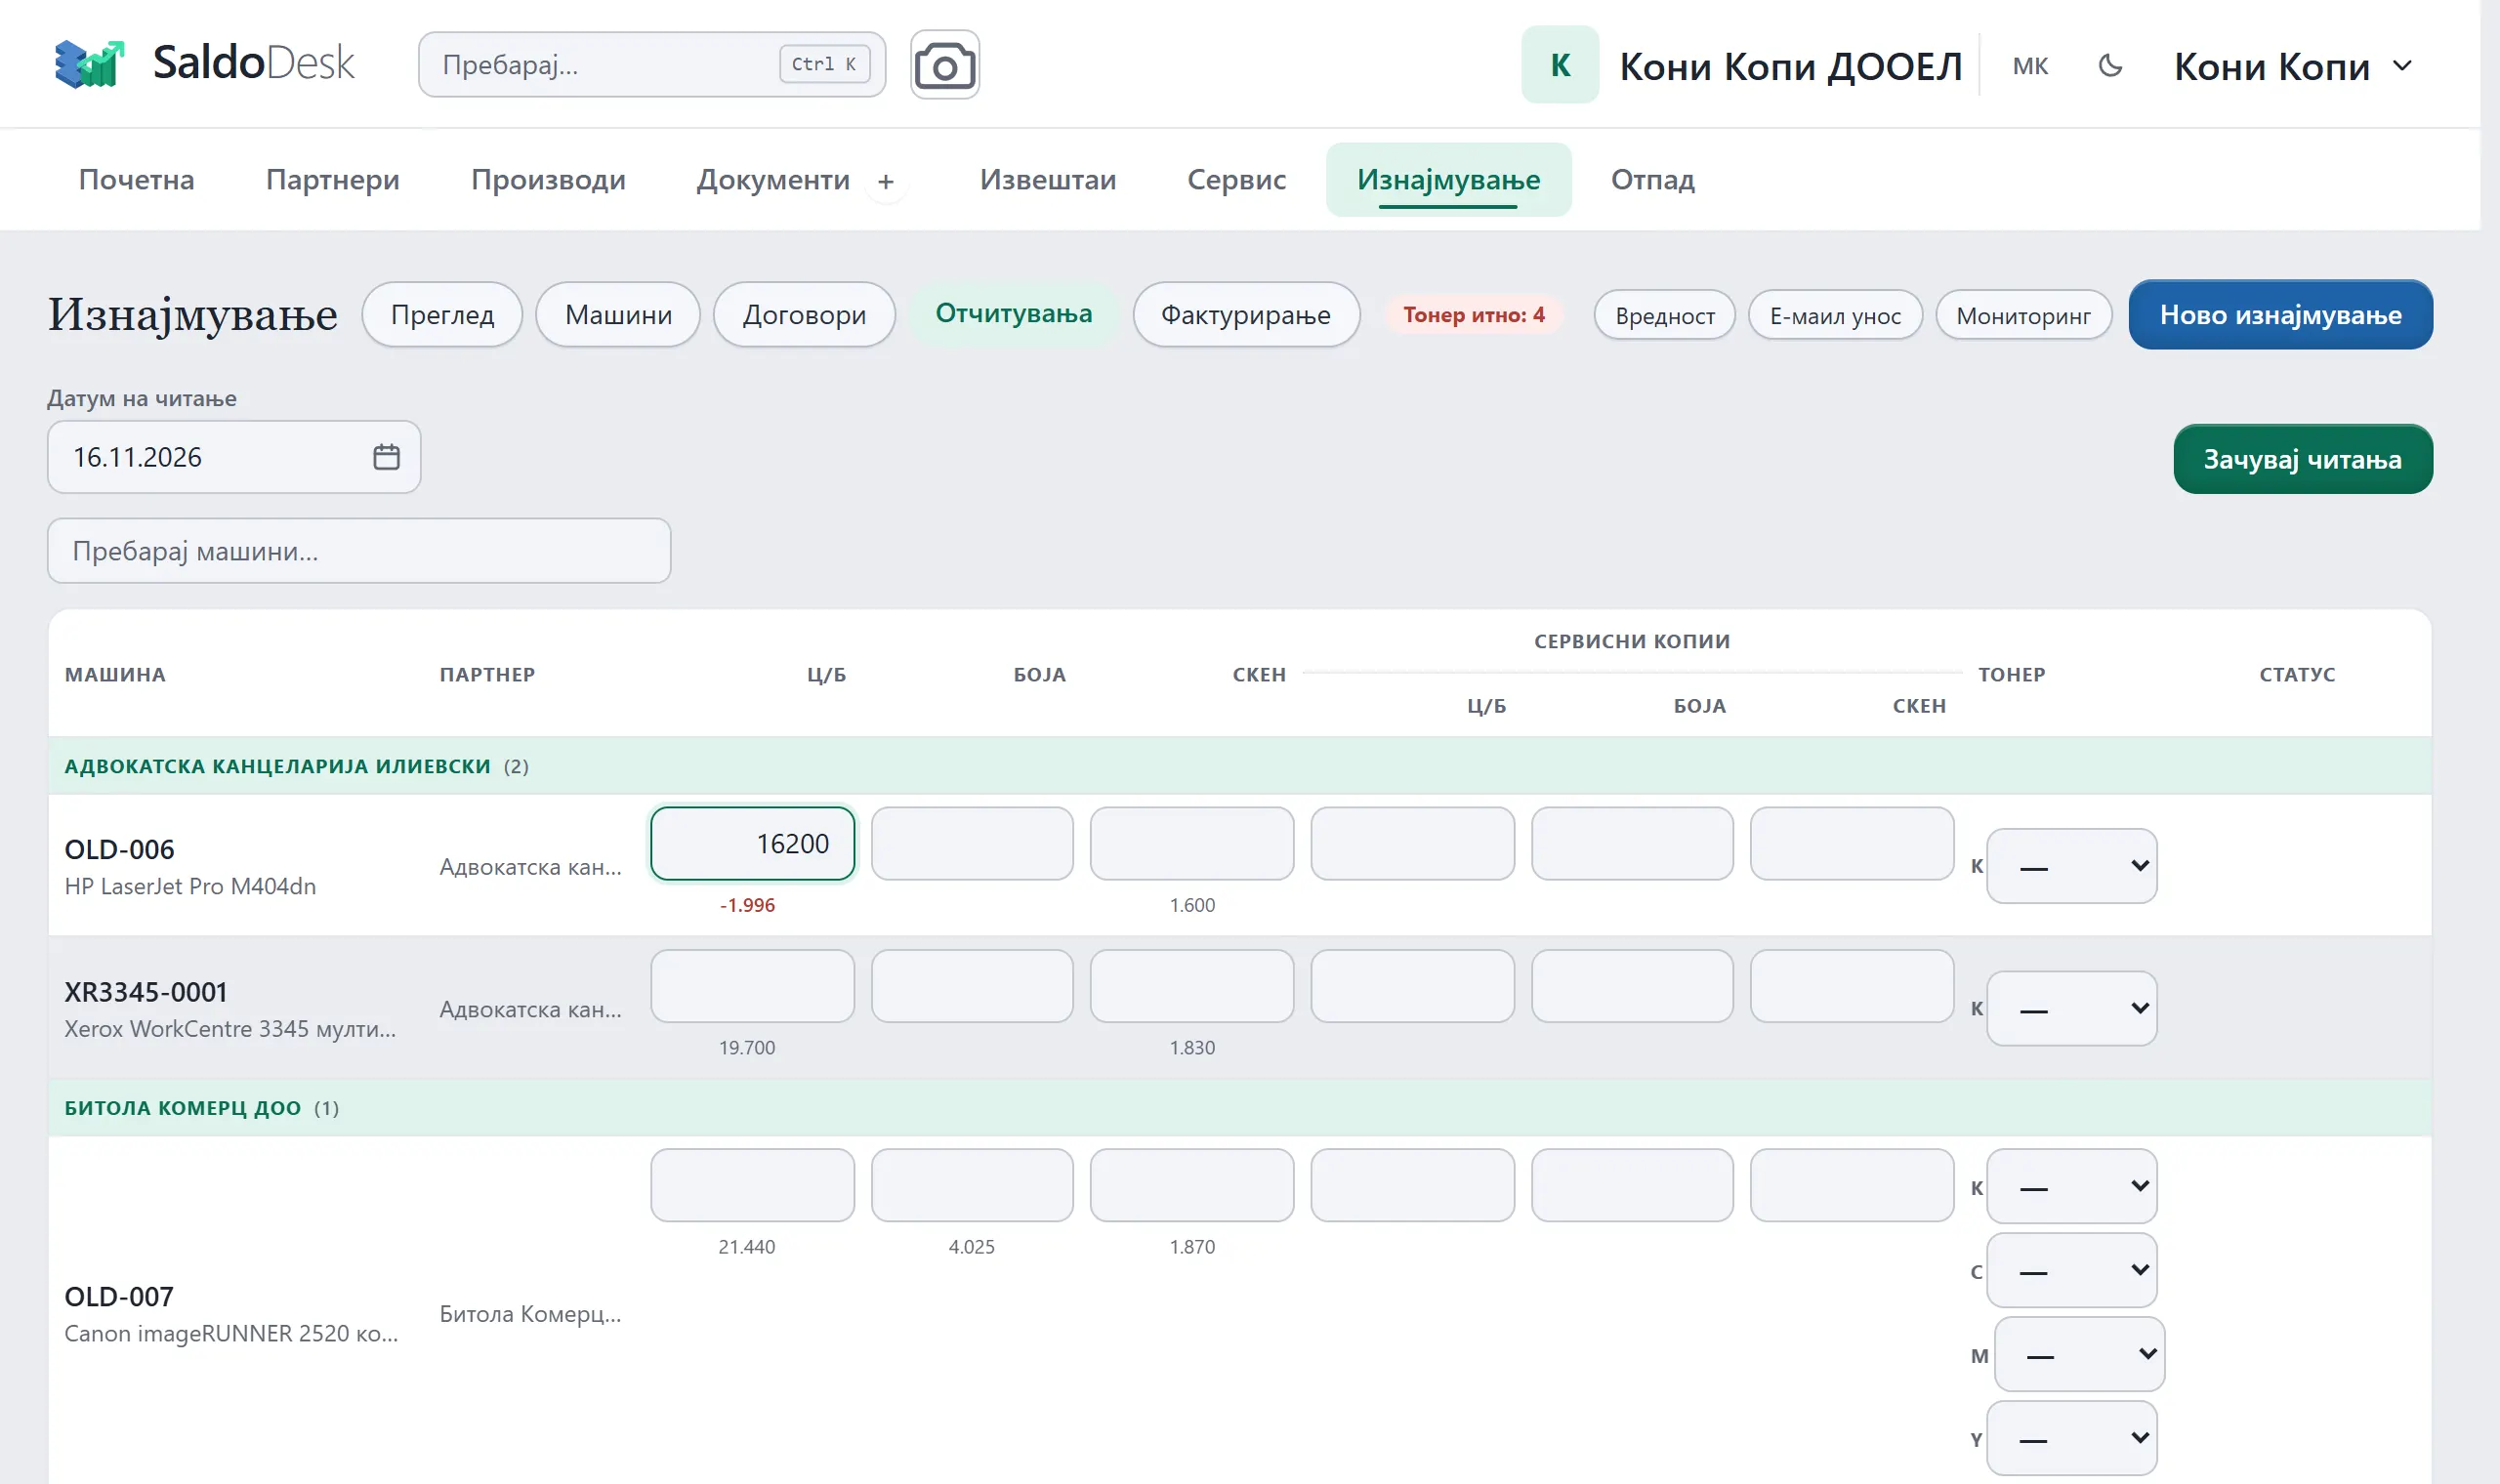 SaldoDesk
Пребарај...
Ctrl K
К
Кони Копи ДООЕЛ
МК
Кони Копи
Почетна
Партнери
Производи
Документи +
Извештаи
Сервис
Изнајмување
Отпад
Изнајмување
Преглед
Машини
Договори
Отчитувања
Фактурирање
Тонер итно: 4
Вредност
Е-маил унос
Мониторинг
Ново изнајмување
Датум на читање
16.11.2026
Зачувај читања
Пребарај машини...
СЕРВИСНИ КОПИИ
МАШИНА ПАРТНЕР Ц/Б БОЈА СКЕН ТОНЕР СТАТУС
Ц/Б БОЈА СКЕН
АДВОКАТСКА КАНЦЕЛАРИЈА ИЛИЕВСКИ (2)
OLD-006
HP LaserJet Pro M404dn
Адвокатска кан...
16200
-1.996
1.600
K —
XR3345-0001
Xerox WorkCentre 3345 мулти...
Адвокатска кан...
19.700
1.830
K —
БИТОЛА КОМЕРЦ ДОО (1)
OLD-007
Canon imageRUNNER 2520 ко...
Битола Комерц...
21.440
4.025
1.870
K —
C —
M —
Y —